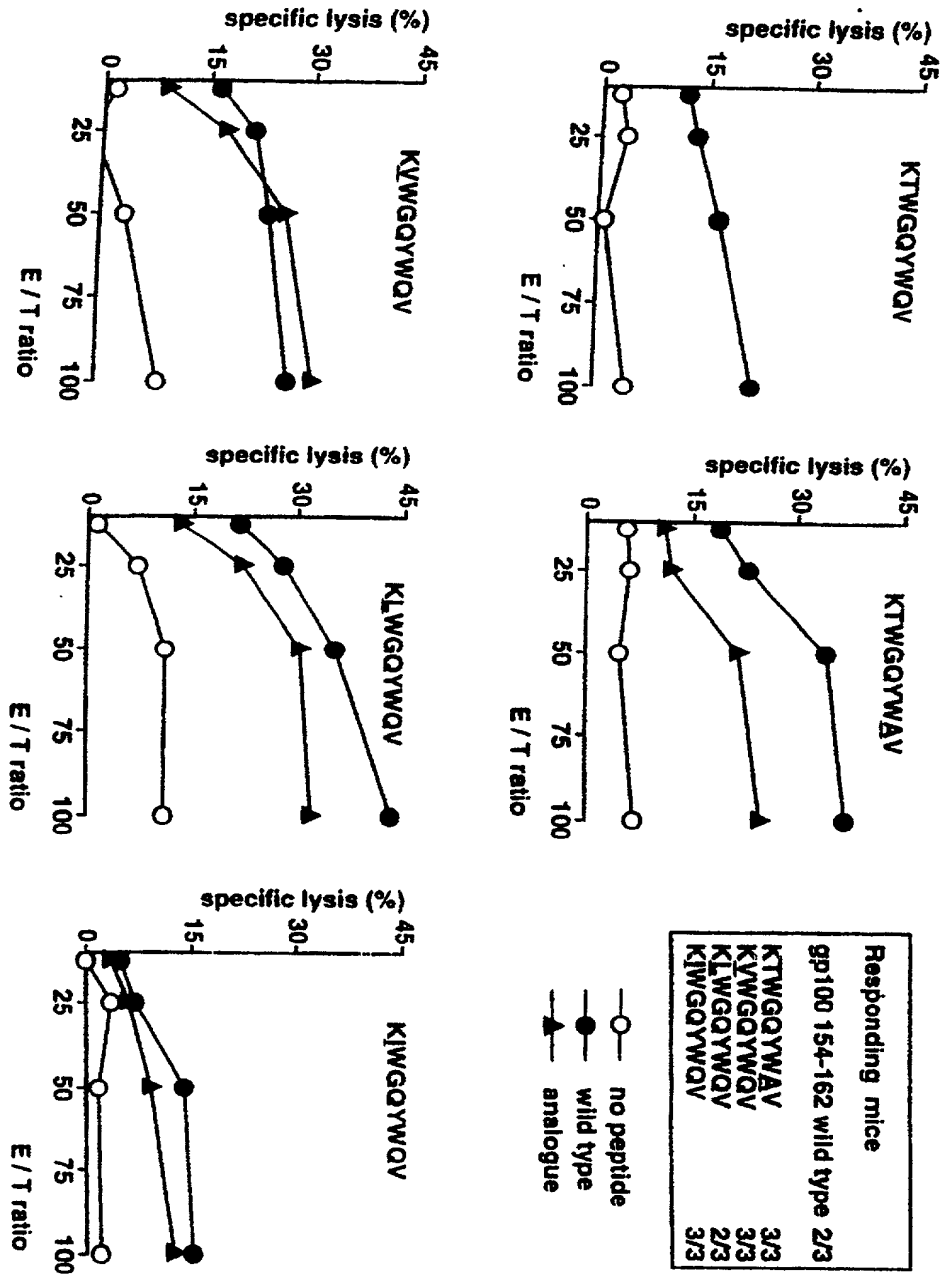 KTWGQYWQV
specific lysis (%)
45
30
15
0
25 50 75 100
E / T ratio
KTWGQYWAV
specific lysis (%)
45
30
15
0
25 50 75 100
E / T ratio
Responding mice
gp100 154-162 wild type 2/3
KTWGQYWAV 3/3
KVWGQYWQV 3/3
KLWGQYWQV 2/3
KIWGQYWQV 3/3
no peptide
wild type
analogue
KVWGQYWQV
specific lysis (%)
45
30
15
0
25 50 75 100
E / T ratio
KLWGQYWQV
specific lysis (%)
45
30
15
0
25 50 75 100
E / T ratio
KIWGQYWQV
specific lysis (%)
45
30
15
0
25 50 75 100
E / T ratio